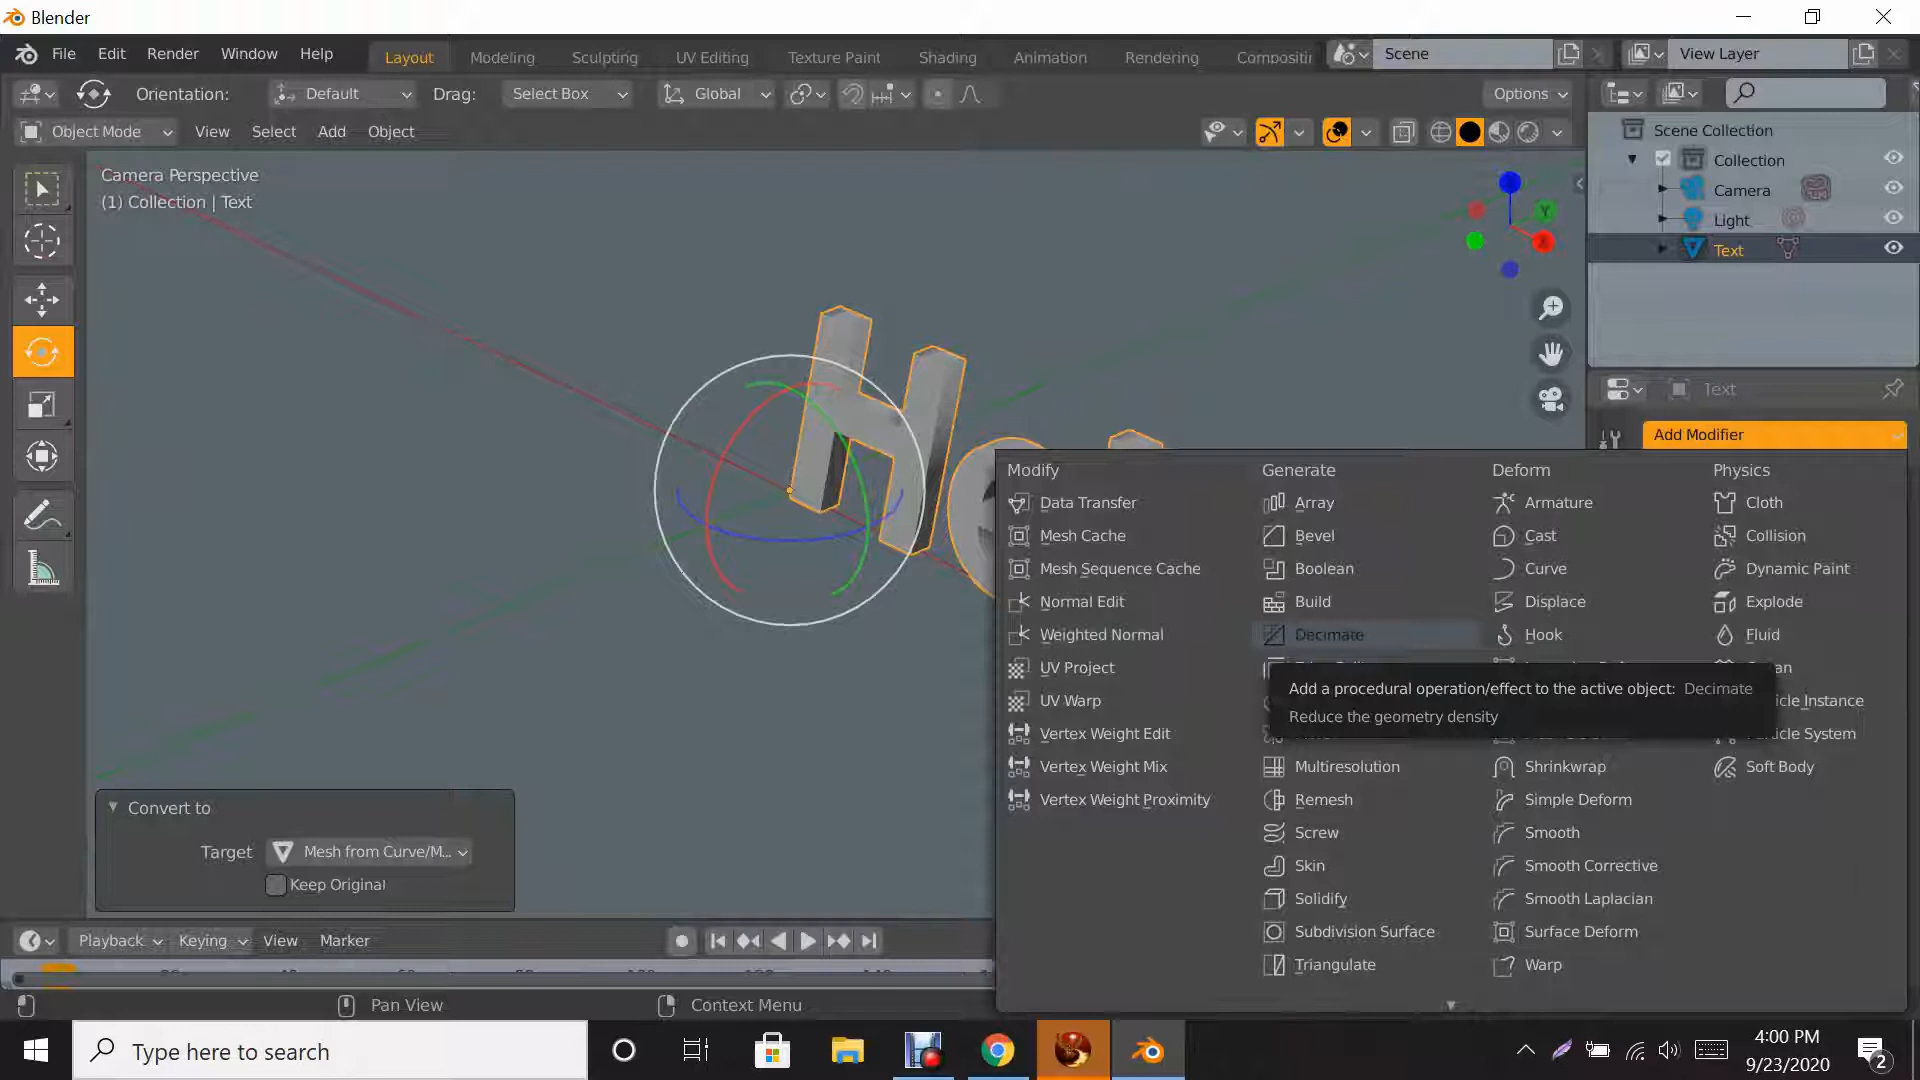 Blender
File Edit Render Window Help Layout Modeling Sculpting UV Editing Texture Paint Shading Animation Rendering Compositi Scene View Layer
Orientation: Default Drag: Select Box Global Options
Object Mode View Select Add Object
Camera Perspective
(1) Collection | Text
Scene Collection
Collection
Camera
Light
Text
Text
Add Modifier
Modify Generate Deform Physics
Data Transfer Array Armature Cloth
Mesh Cache Bevel Cast Collision
Mesh Sequence Cache Boolean Curve Dynamic Paint
Normal Edit Build Displace Explode
Weighted Normal Decimate Hook Fluid
UV Project
Add a procedural operation/effect to the active object: Decimate
UV Warp
Reduce the geometry density
Vertex Weight Edit
Vertex Weight Mix Multiresolution Shrinkwrap Soft Body
Vertex Weight Proximity Remesh Simple Deform
Screw Smooth
Skin Smooth Corrective
Solidify Smooth Laplacian
Subdivision Surface Surface Deform
Triangulate Warp
Convert to
Target Mesh from Curve/M...
Keep Original
Playback Keying View Marker
Pan View Context Menu
Type here to search
4:00 PM
9/23/2020
2